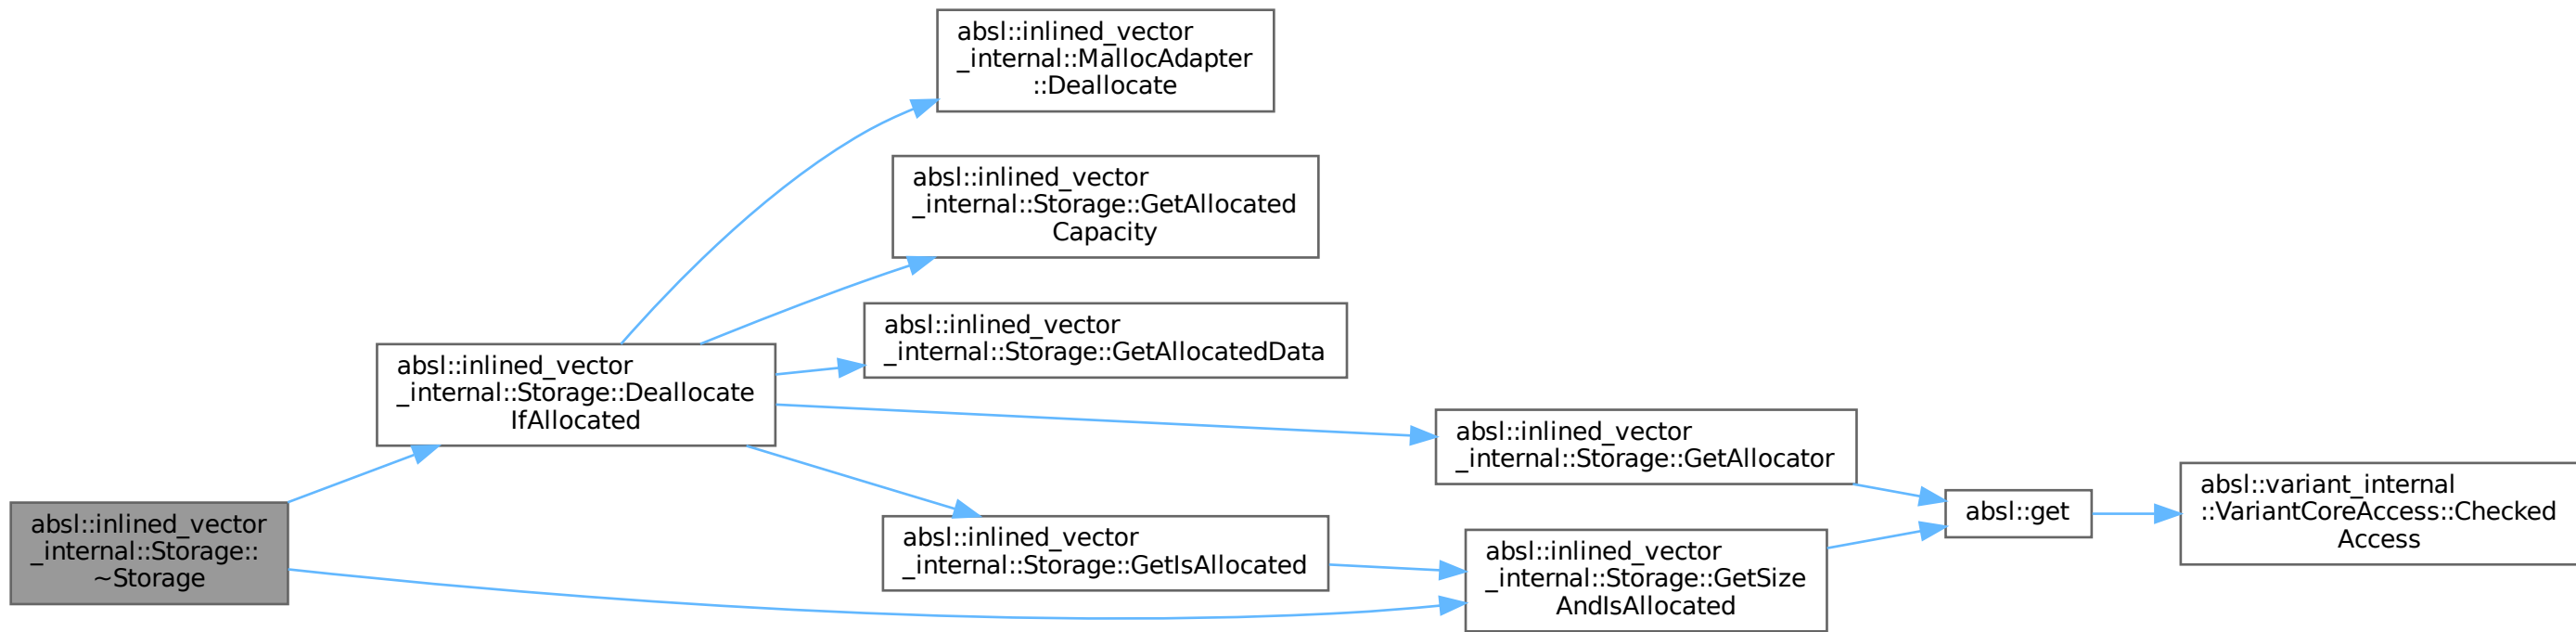 absl::inlined_vector
_internal::MallocAdapter
::Deallocate
absl::inlined_vector
_internal::Storage::GetAllocated
Capacity
absl::inlined_vector
_internal::Storage::GetAllocatedData
absl::inlined_vector
_internal::Storage::Deallocate
IfAllocated
absl::inlined_vector
_internal::Storage::GetAllocator
absl::variant_internal
::VariantCoreAccess::Checked
Access
absl::get
absl::inlined_vector
_internal::Storage::
~Storage
absl::inlined_vector
_internal::Storage::GetIsAllocated
absl::inlined_vector
_internal::Storage::GetSize
AndIsAllocated